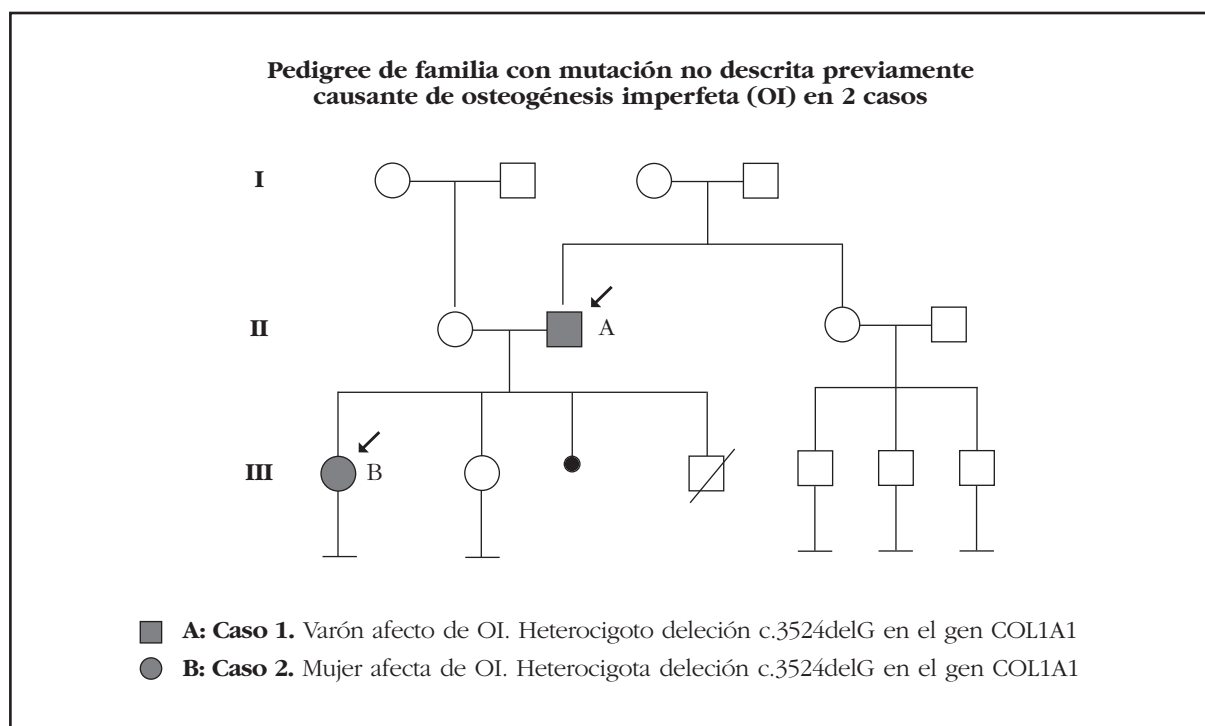 Pedigree de familia con mutación no descrita previamente
causante de osteogénesis imperfeta (OI) en 2 casos
I
II
A
III
B
A: Caso 1. Varón afecto de OI. Heterocigoto deleción c.3524delG en el gen COL1A1
B: Caso 2. Mujer afecta de OI. Heterocigota deleción c.3524delG en el gen COL1A1